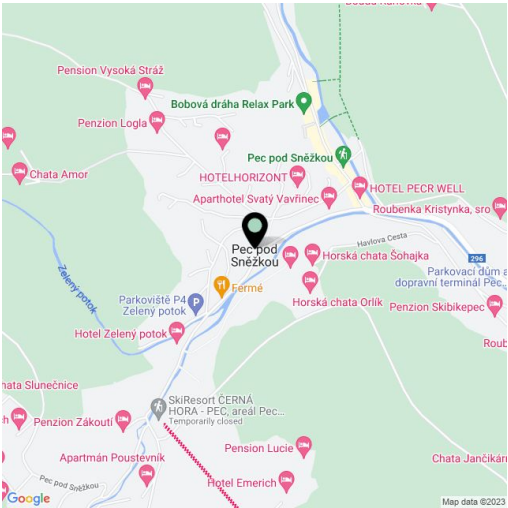 Bouda Kafiovka
Pension Vysoká Stráž
Bobová dráha Relax Park
Penzion Logla
Pec pod Sněžkou
Chata Amor
HOTELHORIZONT
HOTEL PECR WELL
Aparthotel Svatý Vavřinec
Roubenka Kristynka, sro
Havlova Cesta
Pec pod
Sněžkou
Horská chata Šohajka
296
Zelený potok
Parkovací dům a
dopravní terminál Pec
Fermé
Parkoviště P4
Zelený potok
Horská chata Orlík
Penzion Skibikepec
Hotel Zelený potok
Roub
hata Slunečnice
SkiResort ČERNÁ
HORA - PEC, areál Pec...
Temporarily closed
h
Penzion Zákoutí
Pension Lucie
Apartmán Poustevník
Chata Jančikár
Pec pod Sněžkou
Hotel Emerich
Google
Map data ©2023